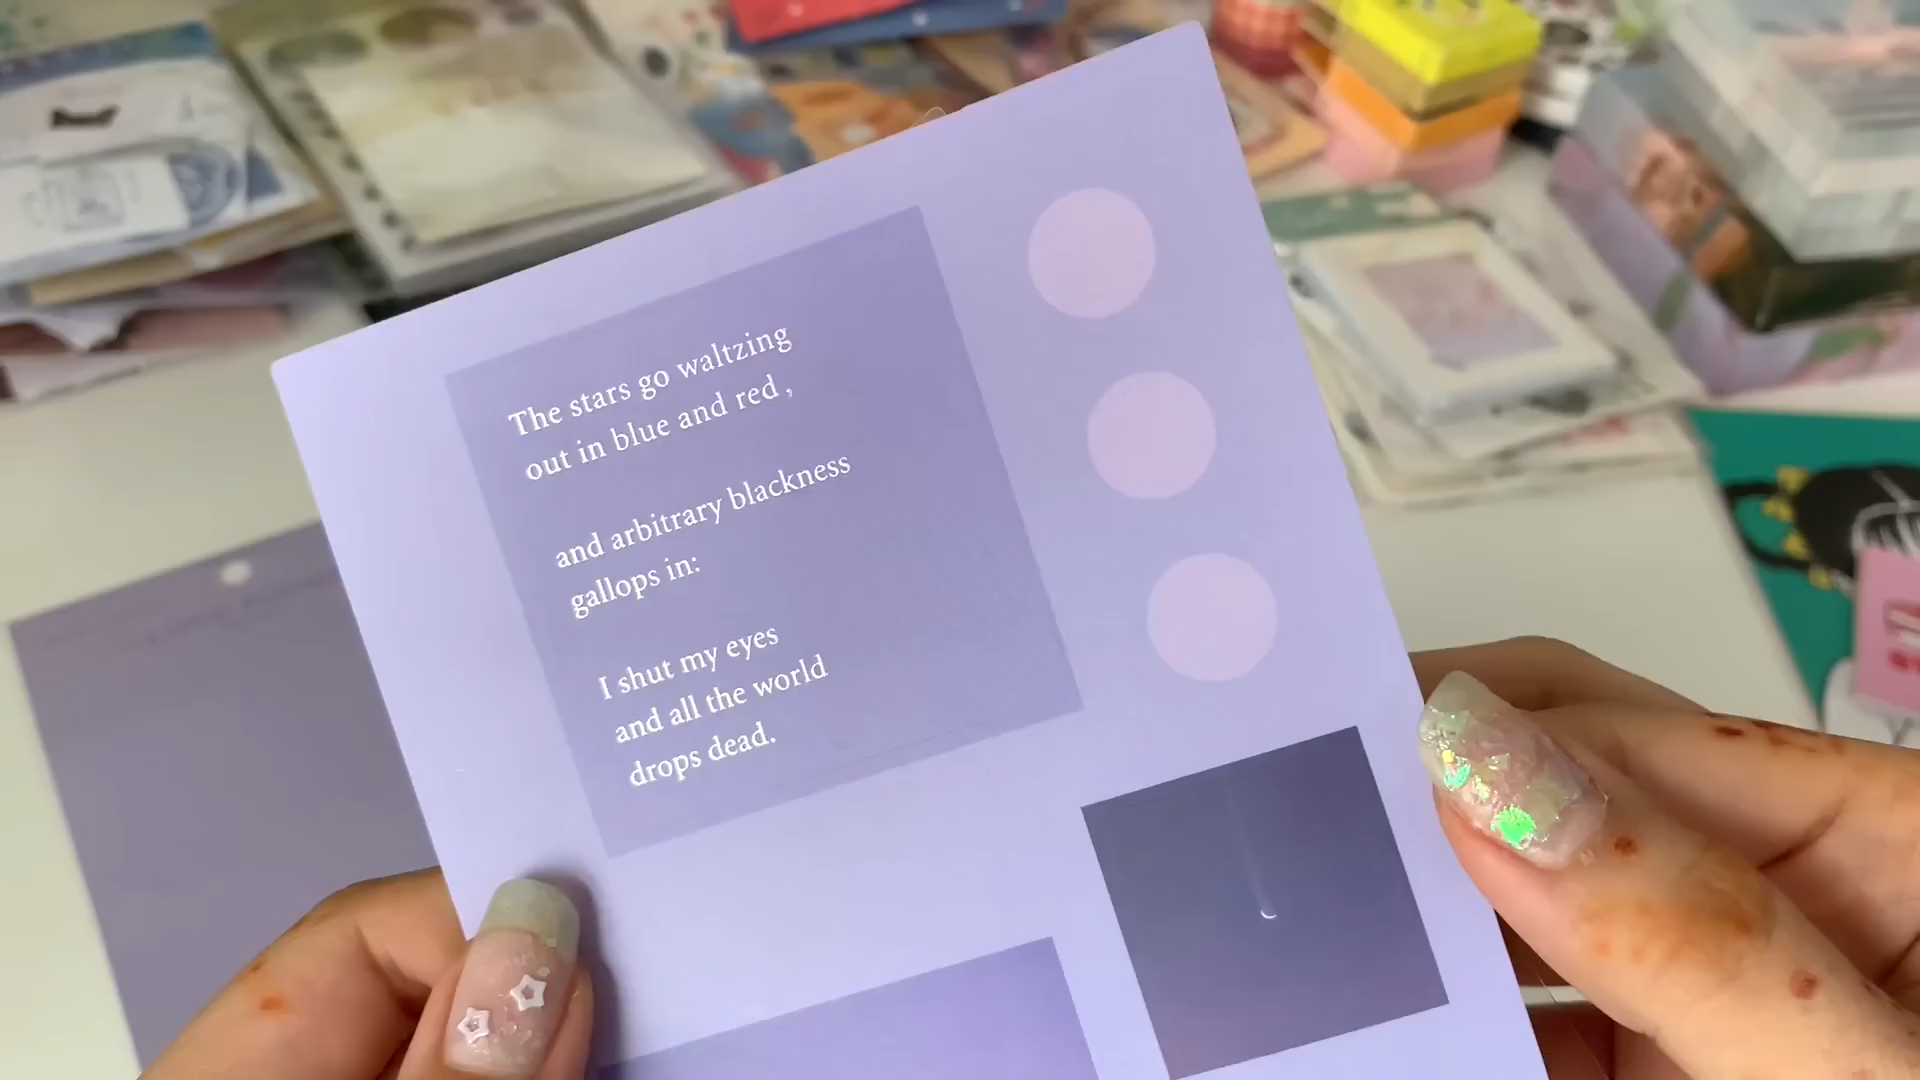 The stars go waltzing
out in blue and red ,
and arbitrary blackness
gallops in:
I shut my eyes
and all the world
drops dead.